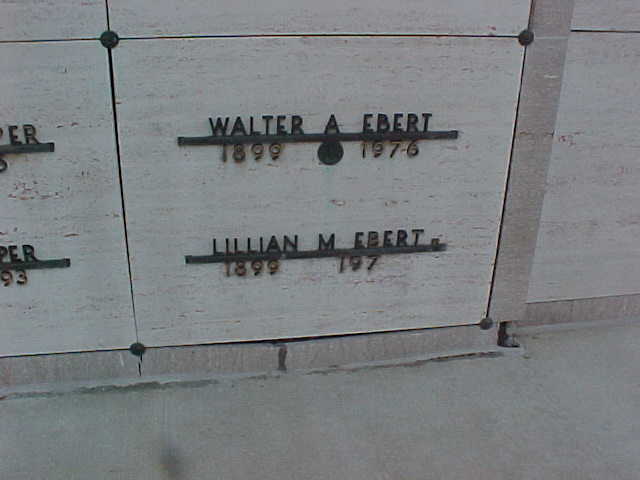 WALTER A EBERT
1899 1976
LILLIAN M EBERT
1899 197
PER
PER
93